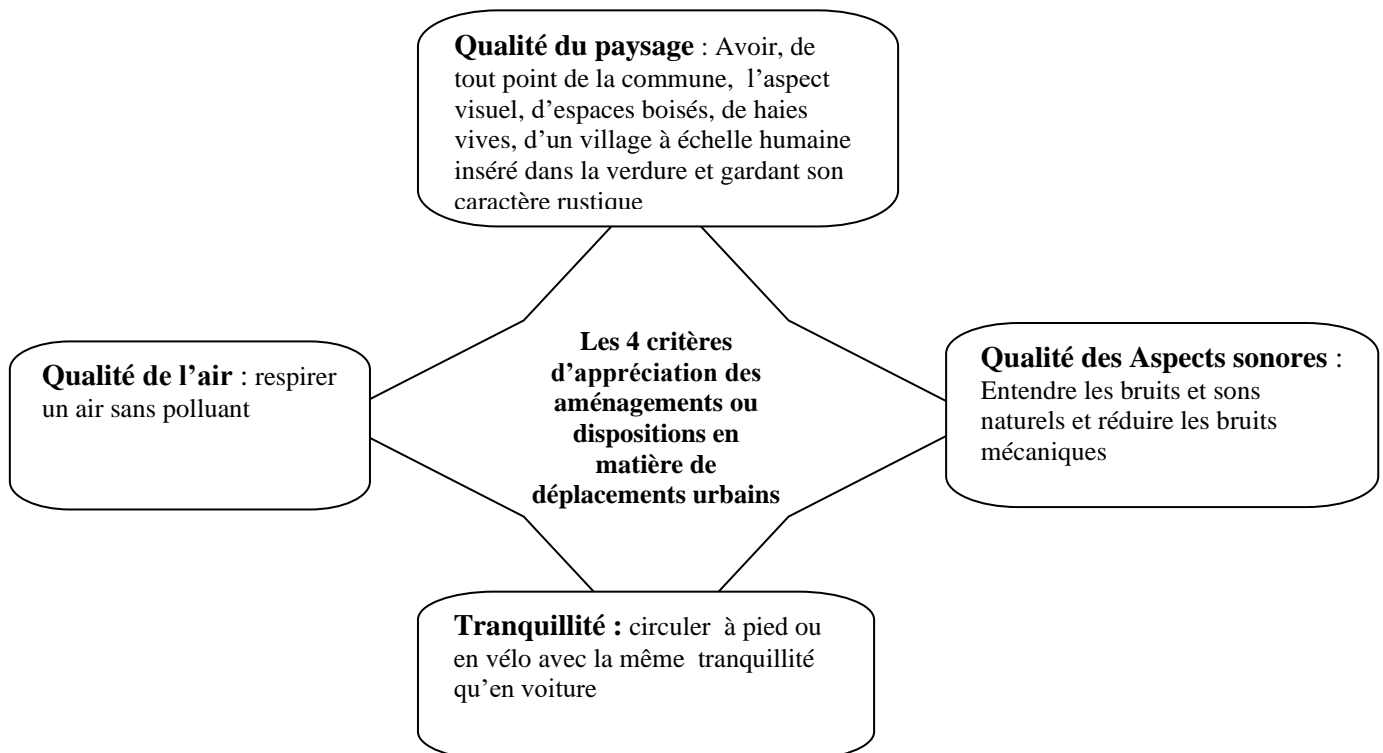 Qualité du paysage : Avoir, de
tout point de la commune, l’aspect
visuel, d’espaces boisés, de haies
vives, d’un village à échelle humaine
inséré dans la verdure et gardant son
caractère rustique
Qualité de l’air : respirer
un air sans polluant
Les 4 critères
d’appréciation des
aménagements ou
dispositions en
matière de
déplacements urbains
Qualité des Aspects sonores :
Entendre les bruits et sons
naturels et réduire les bruits
mécaniques
Tranquillité : circuler à pied ou
en vélo avec la même tranquillité
qu’en voiture